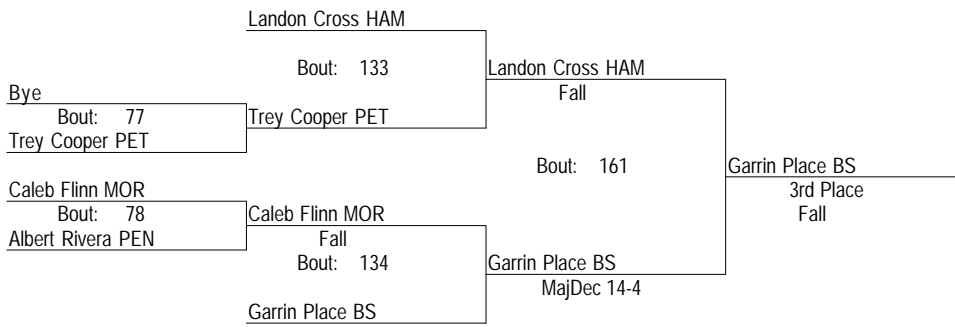 Landon Cross HAM
Bout: 133
Landon Cross HAM
Fall
Bye
Bout: 77
Trey Cooper PET
Trey Cooper PET
Bout: 161
Garrin Place BS
3rd Place
Fall
Caleb Flinn MOR
Bout: 78
Albert Rivera PEN
Caleb Flinn MOR
Fall
Bout: 134
Garrin Place BS
MajDec 14-4
Garrin Place BS